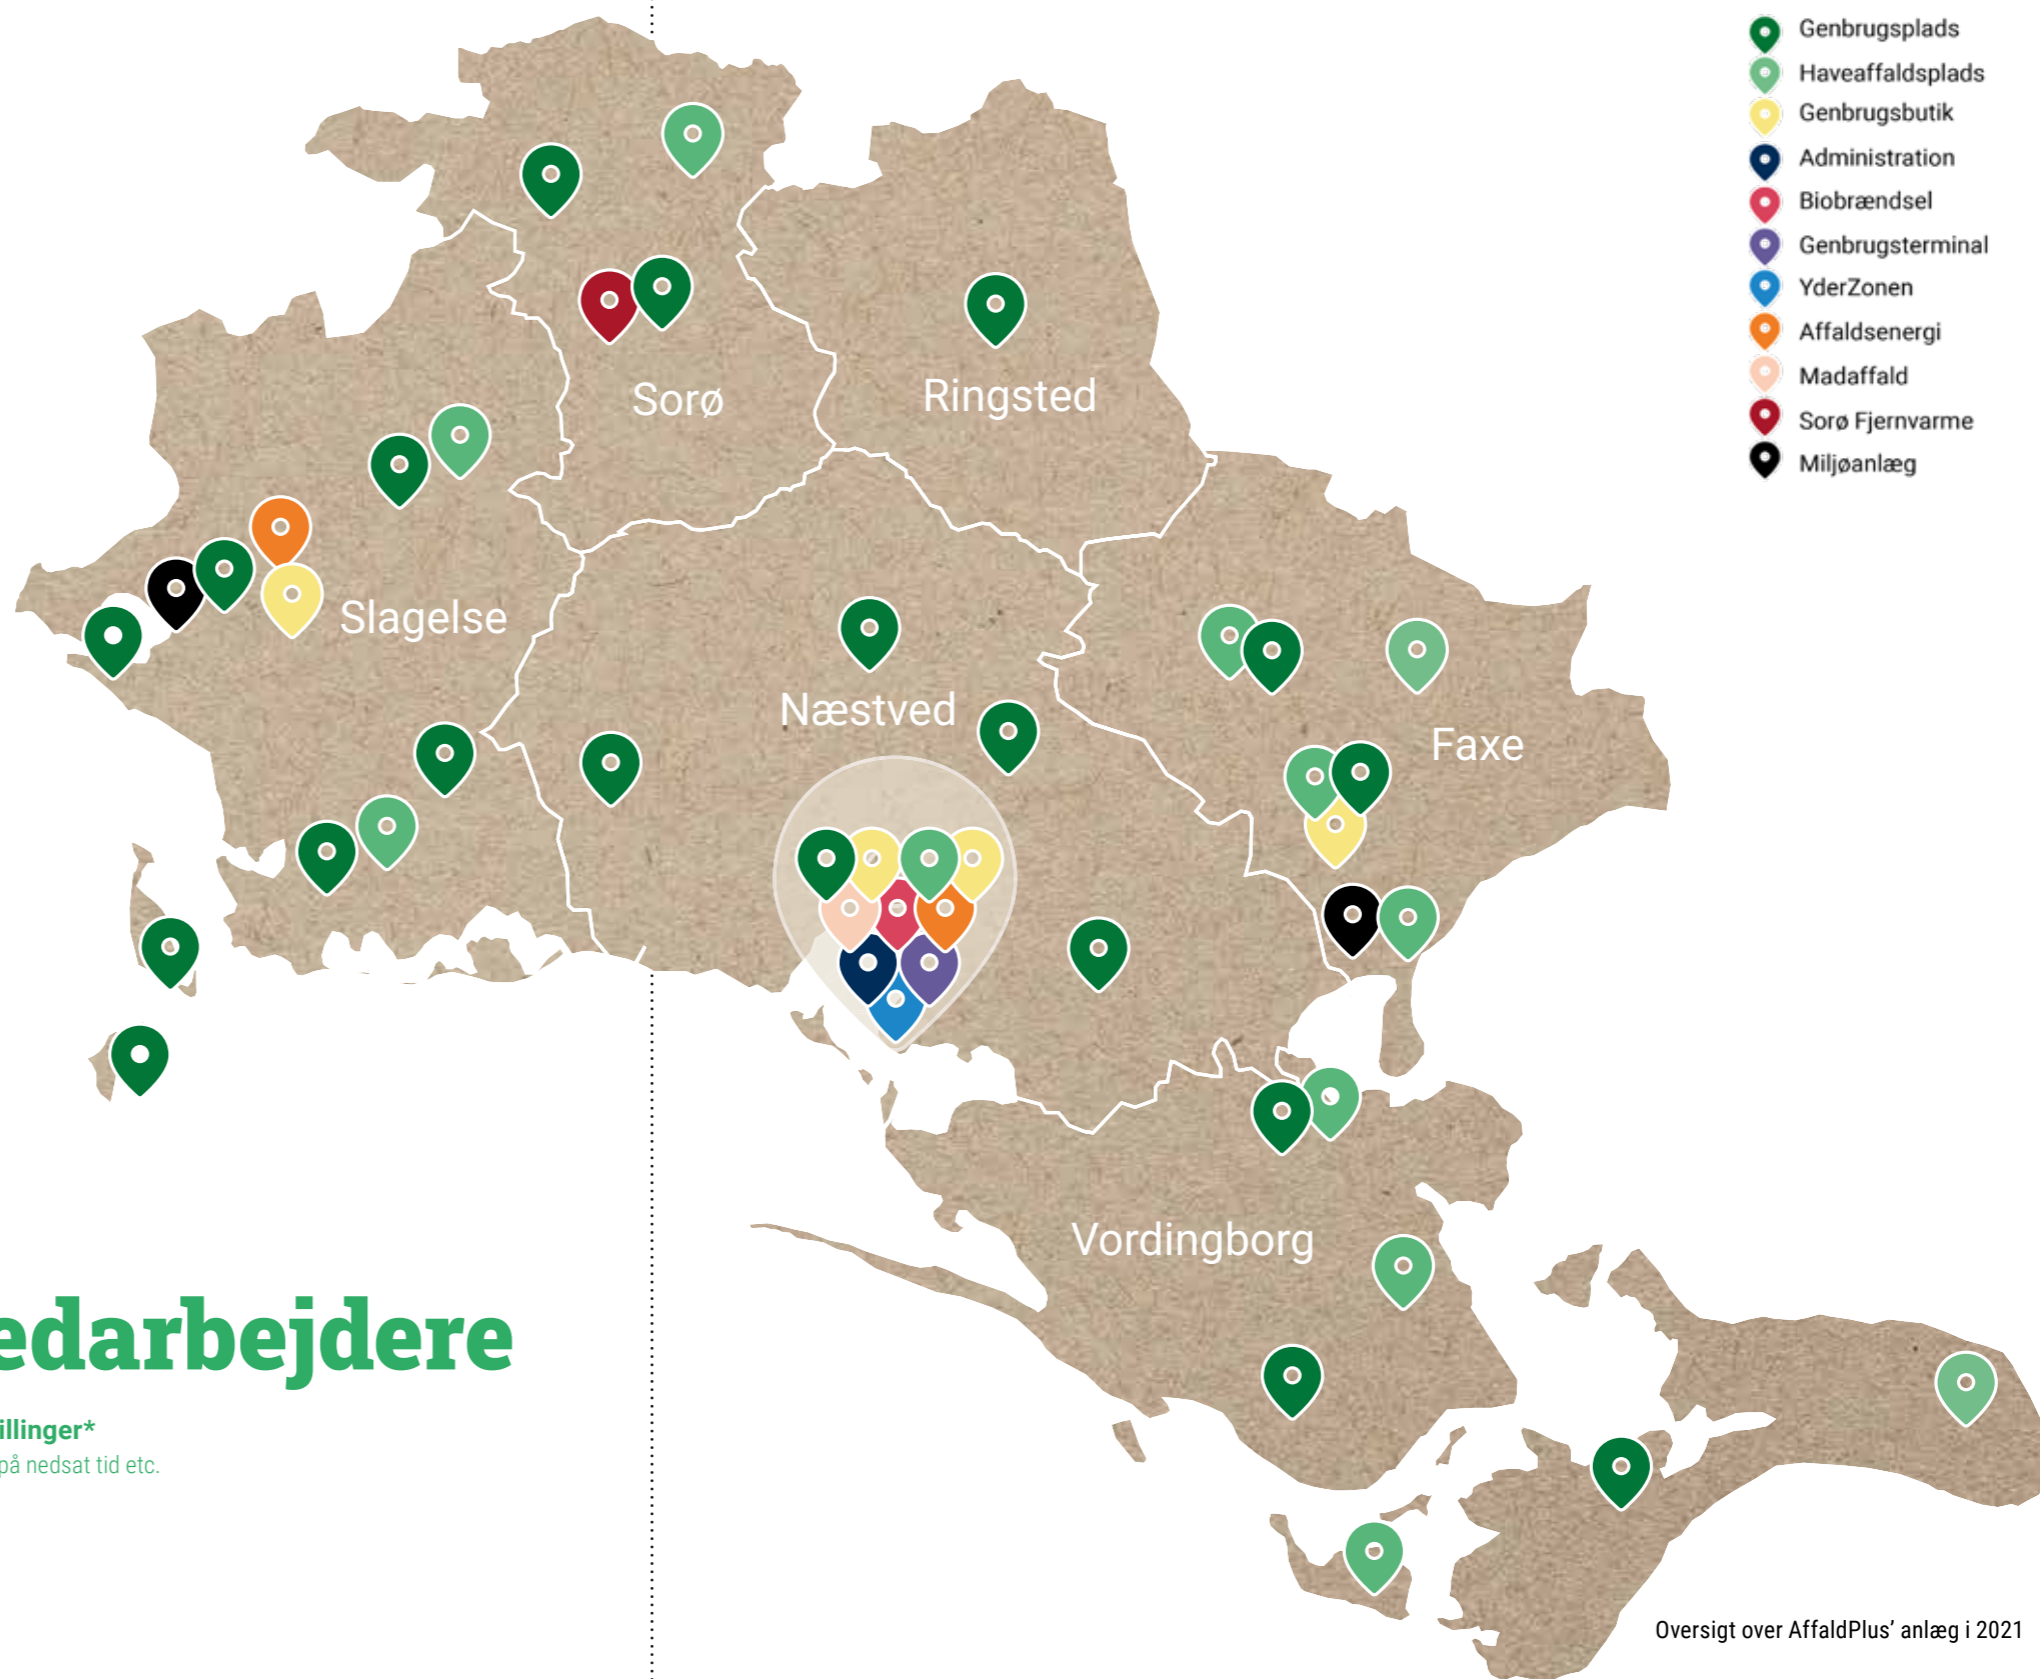 Genbrugsplads
Haveaffaldsplads
Genbrugsbutik
Administration
Biobrændsel
Genbrugsterminal
YderZonen
Affaldsenergi
Madaffald
Sorø Fjernvarme
Miljøanlæg
Sorø
Ringsted
Slagelse
Næstved
Faxe
Vordingborg
edarbejdere
illinger*
på nedsat tid etc.
Oversigt over AffaldPlus’ anlæg i 2021